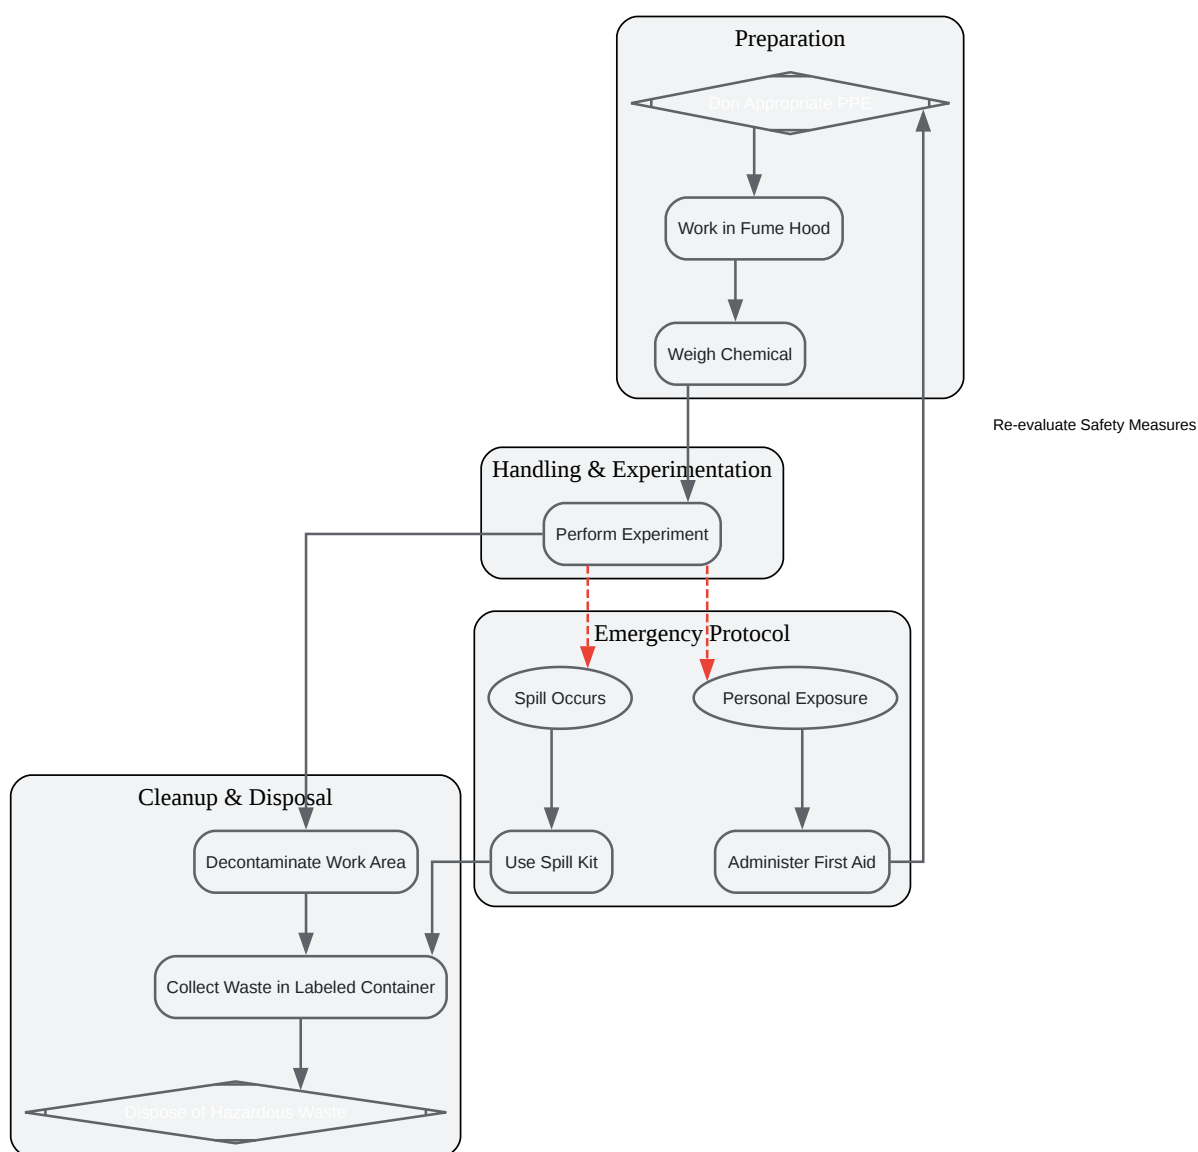 Preparation
Don Appropriate PPE
Work in Fume Hood
Weigh Chemical
Re-evaluate Safety Measures
Handling & Experimentation
Perform Experiment
Emergency Protocol
Spill Occurs
Personal Exposure
Cleanup & Disposal
Decontaminate Work Area
Use Spill Kit
Administer First Aid
Collect Waste in Labeled Container
Dispose of Hazardous Waste